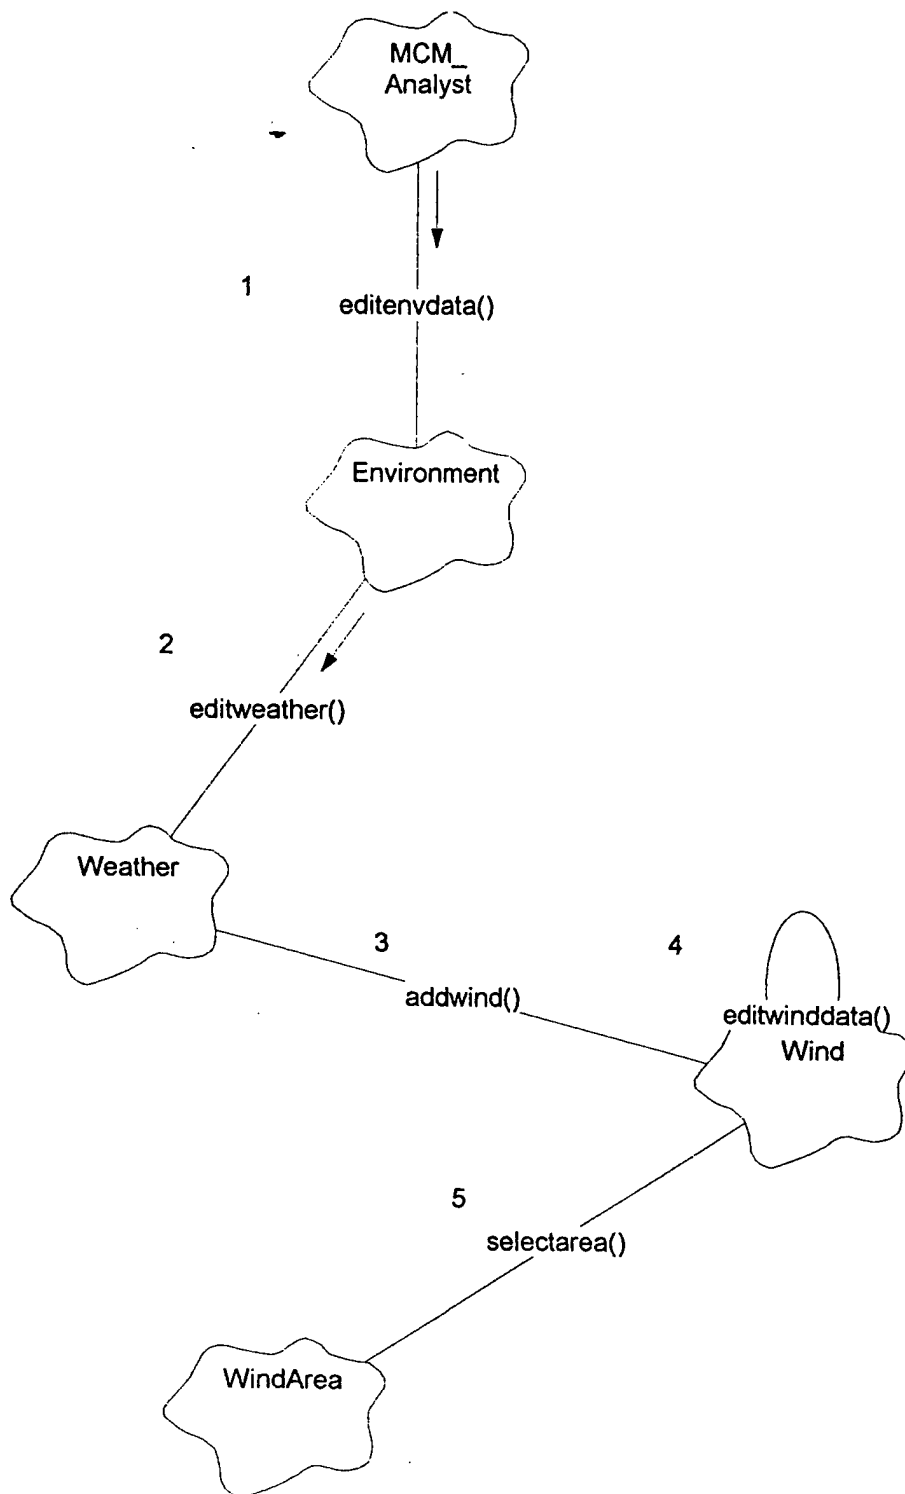 MCM_
Analyst
1
editenvdata()
Environment
2
editweather()
Weather
3
4
addwind()
editwinddata()
Wind
5
selectarea()
WindArea